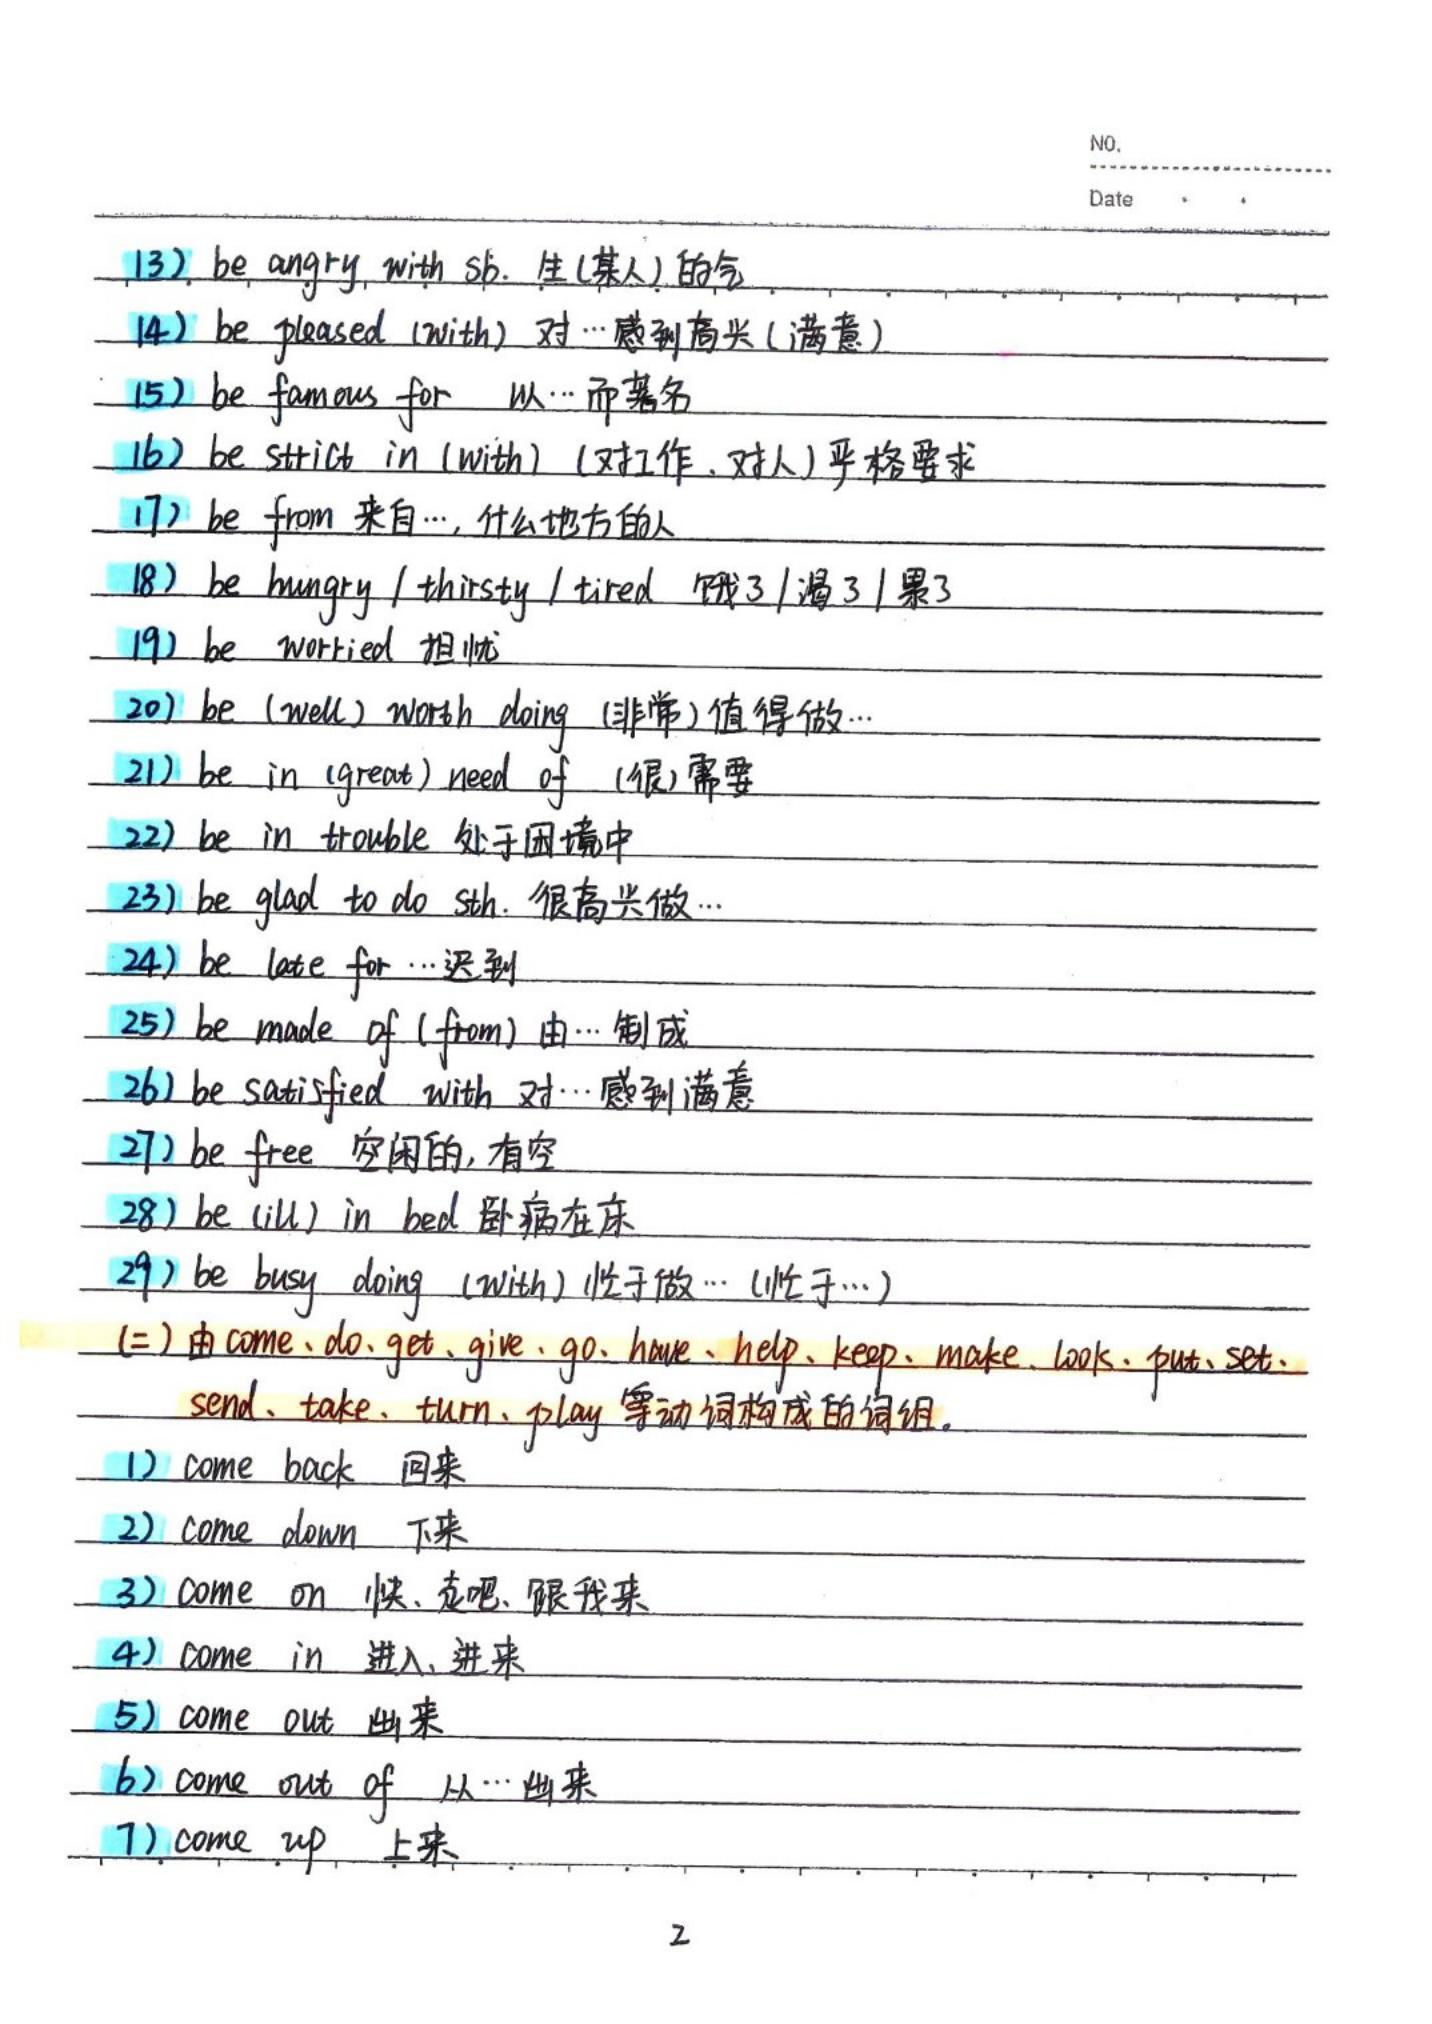 NO.
Date
13) be angry with sb. 生(某人)的气
14) be pleased (with) 对…感到高兴(满意)
15) be famous for 以…而著名
16) be strict in (with) (对工作、对人)严格要求
17) be from 来自…, 什么地方的人
18) be hungry / thirsty / tired 饿了/渴了/累了
19) be worried 担忧
20) be (well) worth doing (非常)值得做…
21) be in (great) need of (很)需要
22) be in trouble 处于困境中
23) be glad to do sth. 很高兴做…
24) be late for …迟到
25) be made of (from) 由…制成
26) be satisfied with 对…感到满意
27) be free 空闲的, 有空
28) be (ill) in bed 卧病在床
29) be busy doing (with) 忙于做…(忙于…)
(二) 由come、do、get、give、go、have、help、keep、make、look、put、set、
send、take、turn、play等动词构成的词组。
1) come back 回来
2) come down 下来
3) come on 快、走吧、跟我来
4) come in 进入、进来
5) come out 出来
6) come out of 从…出来
7) come up 上来
2